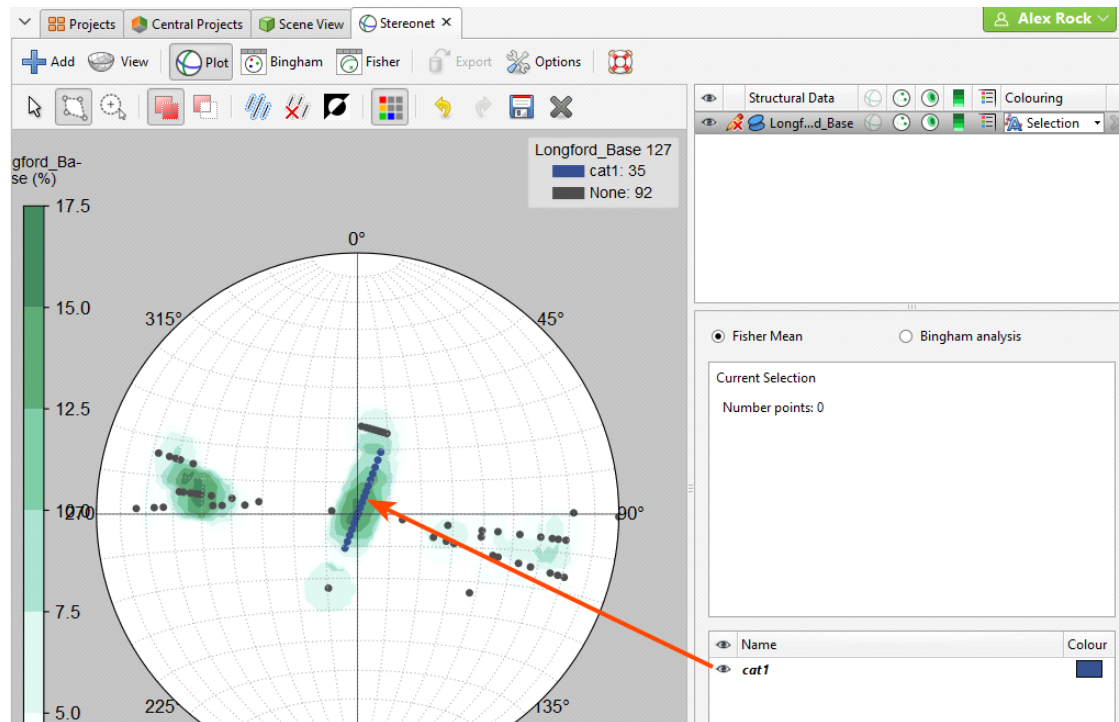 Projects Central Projects Scene View Stereonet × Alex Rock
Add View Plot Bingham Fisher Export Options
Structural Data Colouring
Longf...d_Base Selection
Longford_Base 127
cat1: 35
None: 92
gford_Ba-
se (%)
17.5
15.0
12.5
10.0
7.5
5.0
0°
45°
90°
135°
225°
270°
315°
Fisher Mean Bingham analysis
Current Selection
Number points: 0
Name Colour
cat1